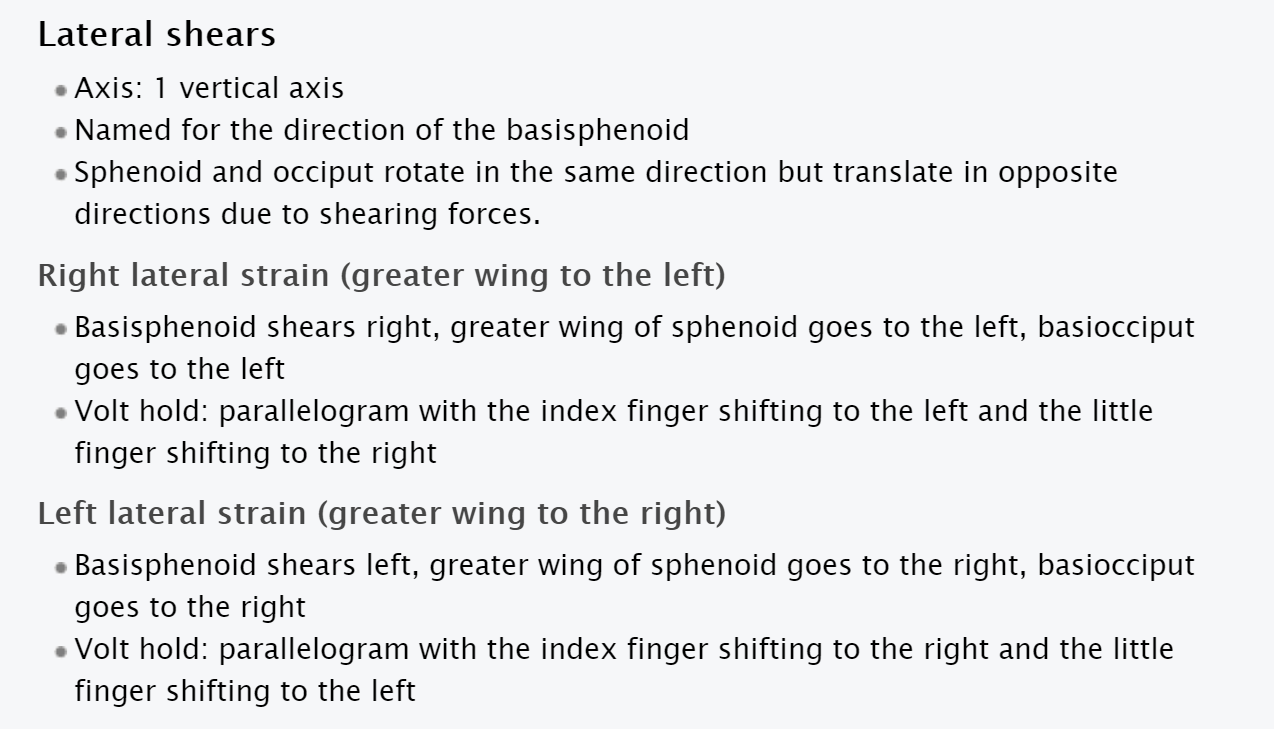 Lateral shears
Axis: 1 vertical axis
Named for the direction of the basisphenoid
Sphenoid and occiput rotate in the same direction but translate in opposite
directions due to shearing forces.
Right lateral strain (greater wing to the left)
Basisphenoid shears right, greater wing of sphenoid goes to the left, basiocciput
goes to the left
Volt hold: parallelogram with the index finger shifting to the left and the little
finger shifting to the right
Left lateral strain (greater wing to the right)
Basisphenoid shears left, greater wing of sphenoid goes to the right, basiocciput
goes to the right
Volt hold: parallelogram with the index finger shifting to the right and the little
finger shifting to the left